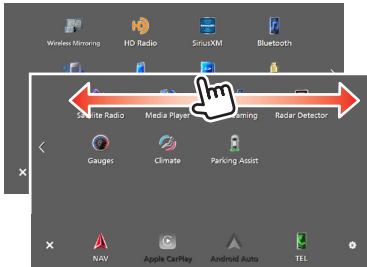 Wireless Mirroring HD Radio SiriusXM Bluetooth
Satellite Radio Media Player Radar Detector
Gauges Climate Parking Assist
NAV Apple CarPlay Android Auto TEL